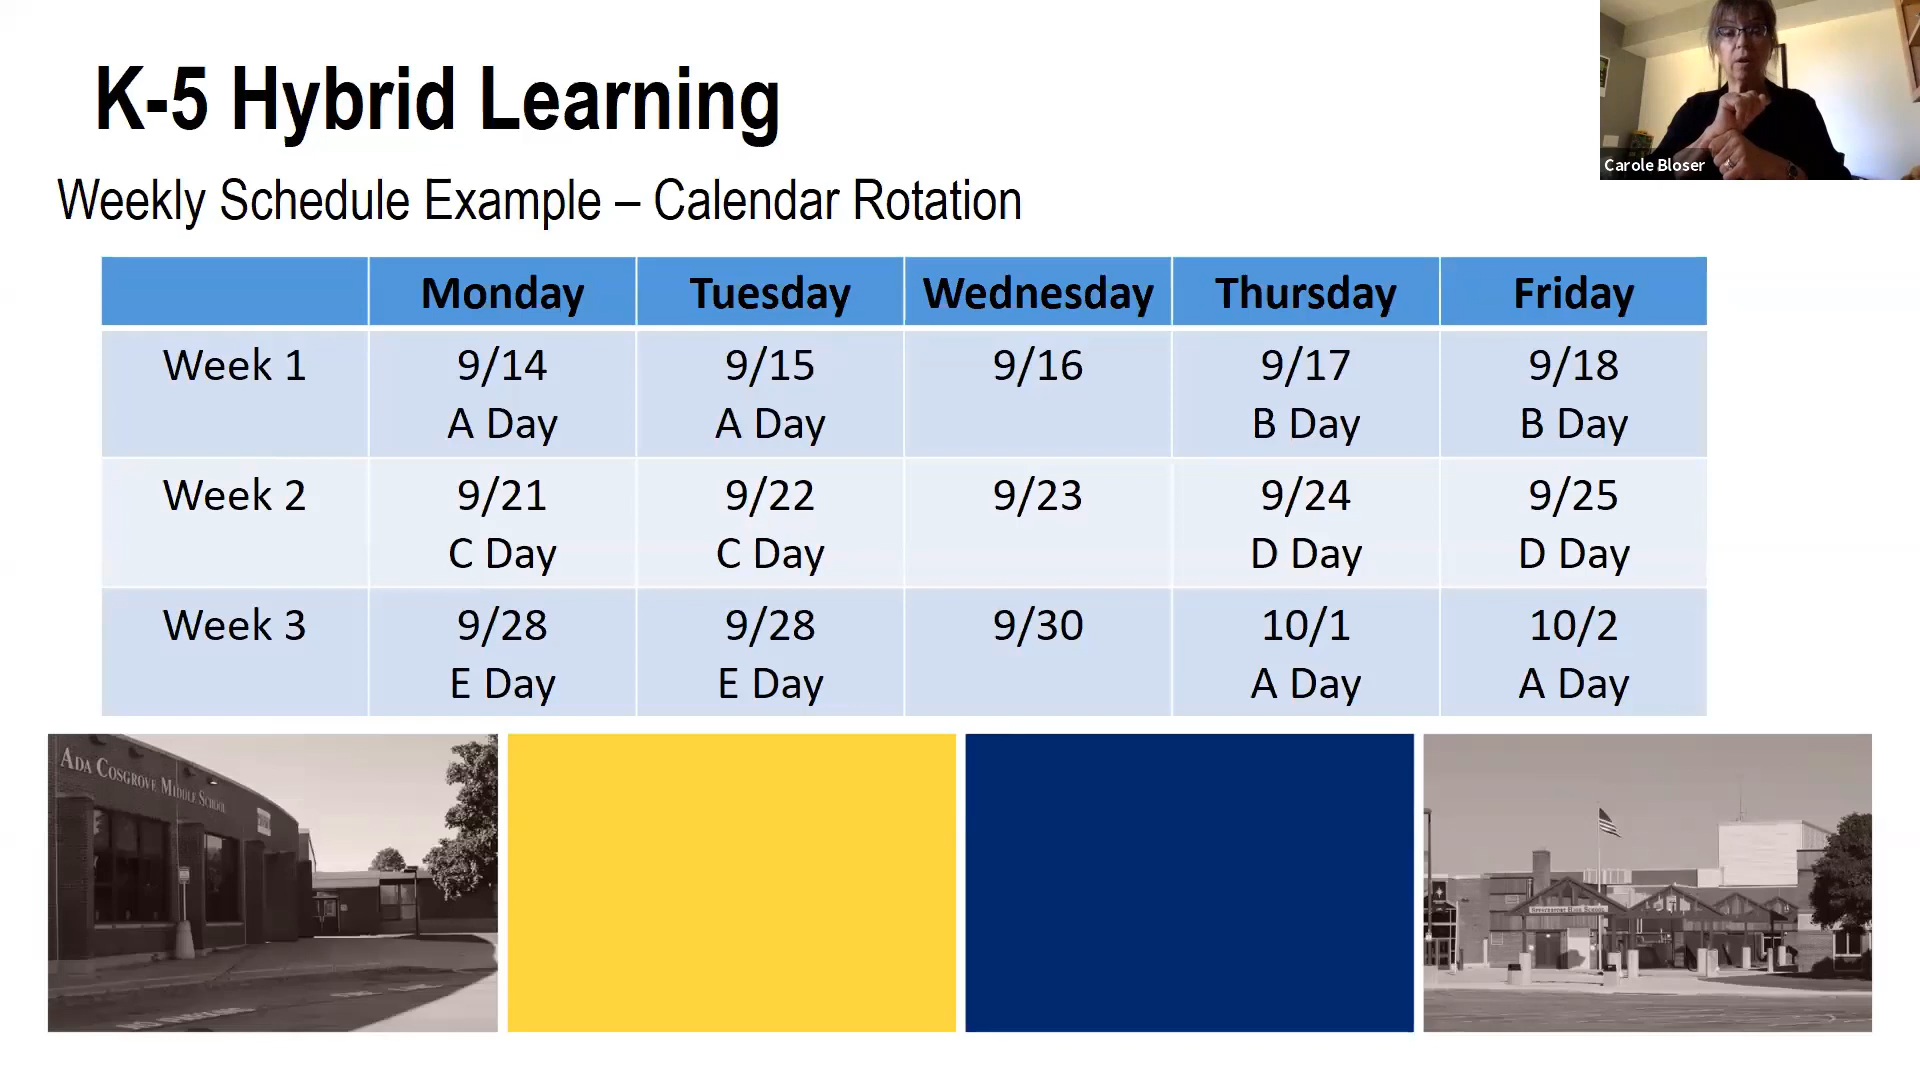 K-5 Hybrid Learning
Carole Bloser
Weekly Schedule Example – Calendar Rotation
Monday Tuesday Wednesday Thursday Friday
Week 1 9/14 9/15 9/16 9/17 9/18
A Day A Day B Day B Day
Week 2 9/21 9/22 9/23 9/24 9/25
C Day C Day D Day D Day
Week 3 9/28 9/28 9/30 10/1 10/2
E Day E Day A Day A Day
ADA COSGROVE MIDDLE SCHOOL